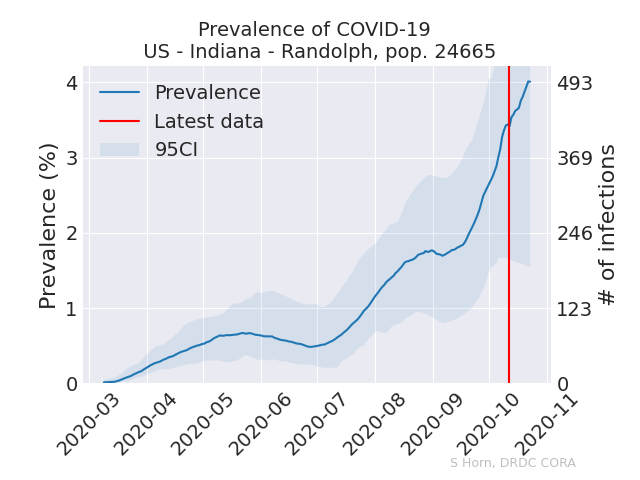 Prevalence of COVID-19
US - Indiana - Randolph, pop. 24665
Prevalence
Latest data
95CI
Prevalence (%)
4
3
2
1
0
493
369
246
123
0
# of infections
2020-03
2020-04
2020-05
2020-06
2020-07
2020-08
2020-09
2020-10
2020-11
S Horn, DRDC CORA